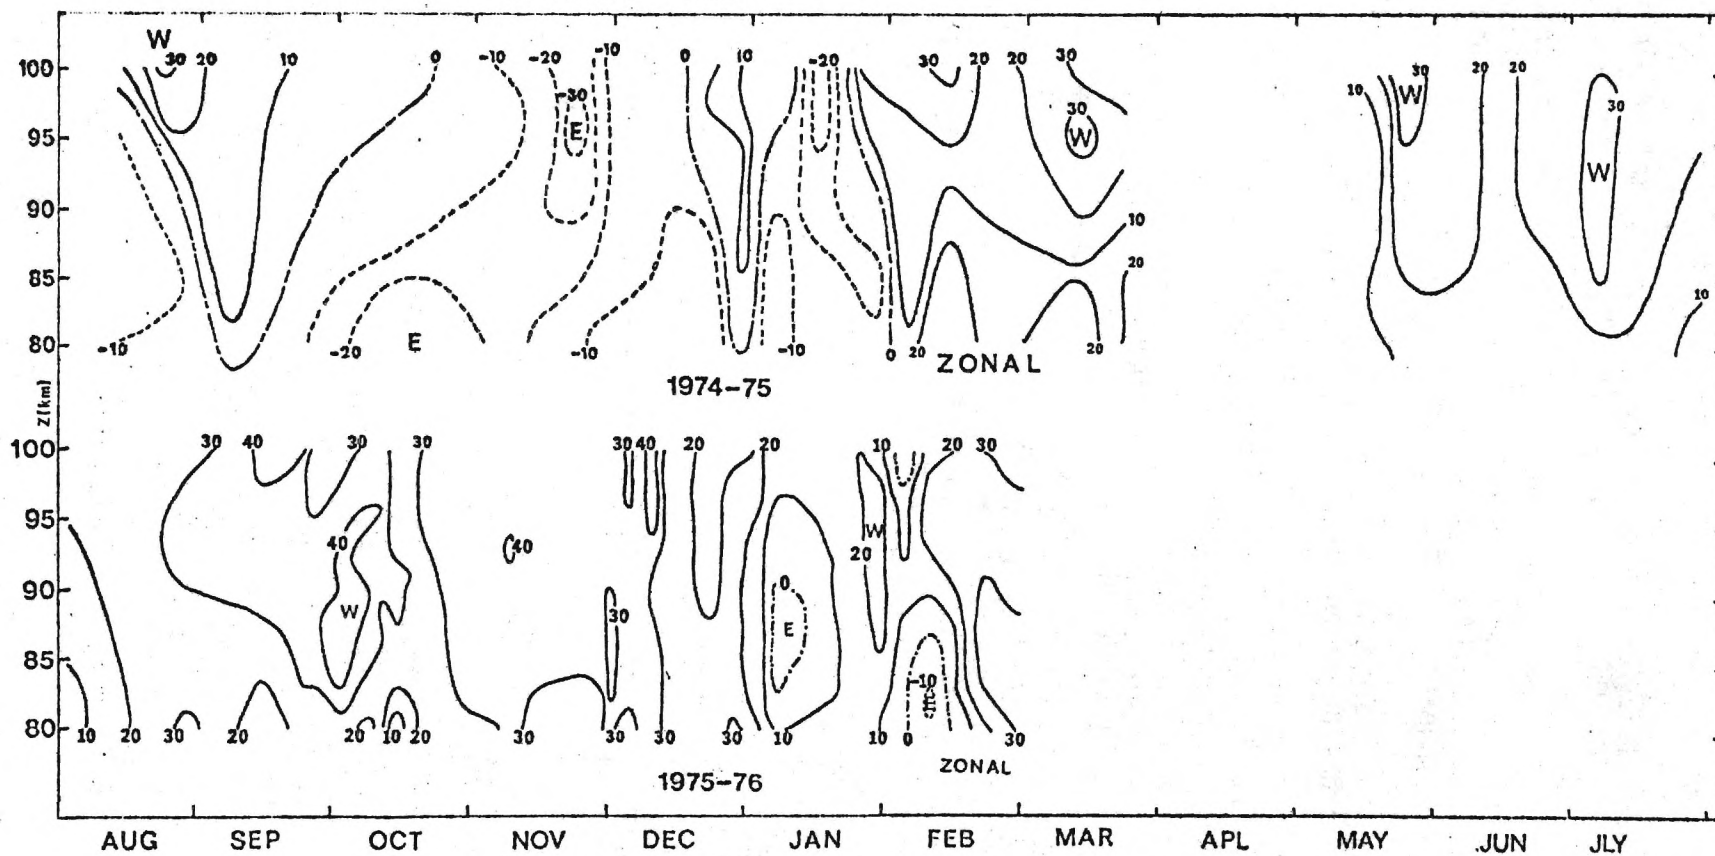 W
100 30 20 10 0 -10 -20 -10 0 10 -20 30 20 20 30 30 20 20
-30 W 10
95 E 30 W 30
90 W
10
85 20
10
80 -10 -20 E -10 -10 0 20 20
ZONAL
1974-75
Z(km)
100 30 40 30 30 30 40 20 20 10 20 30
95 W
40 40 20
90 0
W 30 E
85
-10
E
80 10 20 30 20 20 10 20 30 30 30 30 10 10 0 30
ZONAL
1975-76
AUG SEP OCT NOV DEC JAN FEB MAR APL MAY JUN JLY